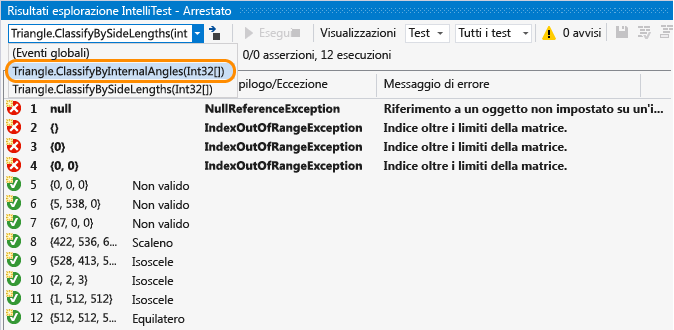 Risultati esplorazione IntelliTest - Arrestato
Triangle.ClassifyBySideLengths(int Esegui Visualizzazioni Test Tutti i test 0 avvisi
(Eventi globali)
0/0 asserzioni, 12 esecuzioni
Triangle.ClassifyByInternalAngles(Int32[])
Triangle.ClassifyBySideLengths(Int32[])
pilogo/Eccezione Messaggio di errore
1 null NullReferenceException Riferimento a un oggetto non impostato su un'i...
2 {} IndexOutOfRangeException Indice oltre i limiti della matrice.
3 {0} IndexOutOfRangeException Indice oltre i limiti della matrice.
4 {0, 0} IndexOutOfRangeException Indice oltre i limiti della matrice.
5 {0, 0, 0} Non valido
6 {5, 538, 0} Non valido
7 {67, 0, 0} Non valido
8 {422, 536, 6... Scaleno
9 {528, 413, 5... Isoscele
10 {2, 2, 3} Isoscele
11 {1, 512, 512} Isoscele
12 {512, 512, 5... Equilatero